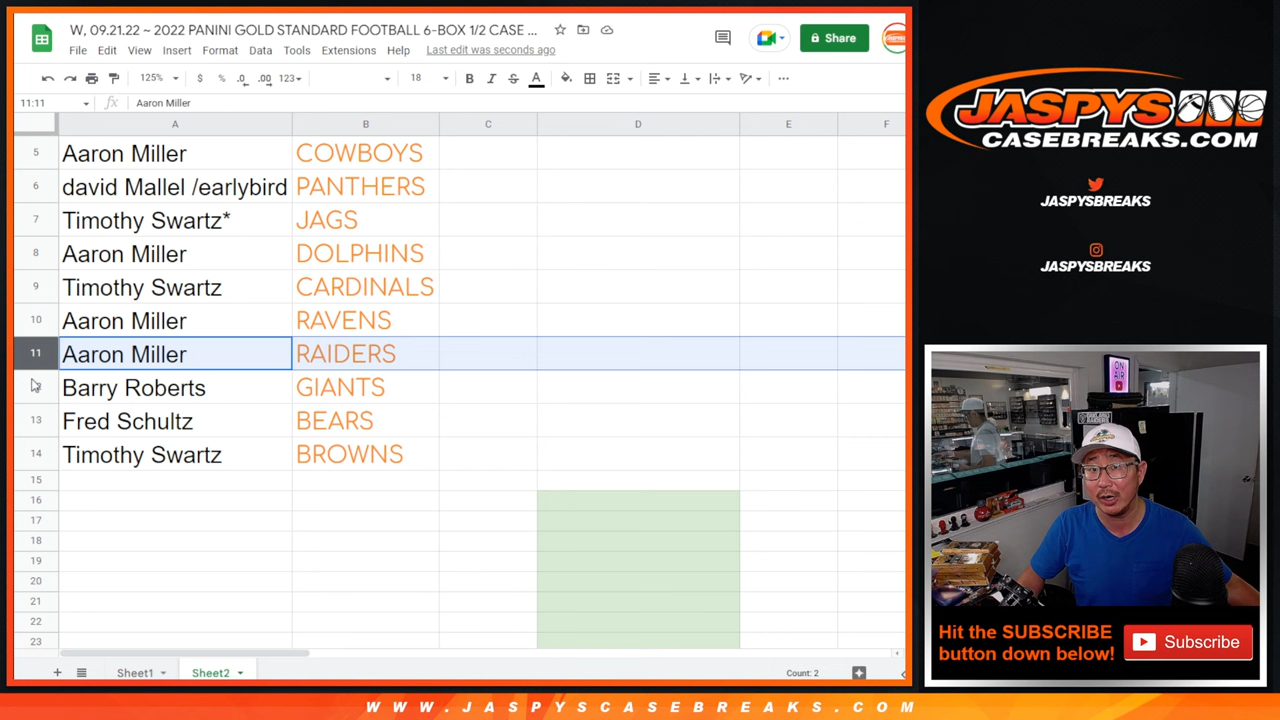 W, 09.21.22 ~ 2022 PANINI GOLD STANDARD FOOTBALL 6-BOX 1/2 CASE ...
File Edit View Insert Format Data Tools Extensions Help Last edit was seconds ago
Share
125% $ % .0 .00 123 18 B I S A
11:11 fx Aaron Miller
A B C D E F
5 Aaron Miller COWBOYS
6 david Mallel /earlybird PANTHERS
7 Timothy Swartz* JAGS
8 Aaron Miller DOLPHINS
9 Timothy Swartz CARDINALS
10 Aaron Miller RAVENS
11 Aaron Miller RAIDERS
Barry Roberts GIANTS
13 Fred Schultz BEARS
14 Timothy Swartz BROWNS
15
16
17
18
19
20
21
22
23
+ Sheet1 Sheet2 Count: 2
JASPYS
CASEBREAKS.COM
JASPYSBREAKS
JASPYSBREAKS
ON
AIR
Hit the SUBSCRIBE
button down below!
Subscribe
WWW.JASPYSCASEBREAKS.COM